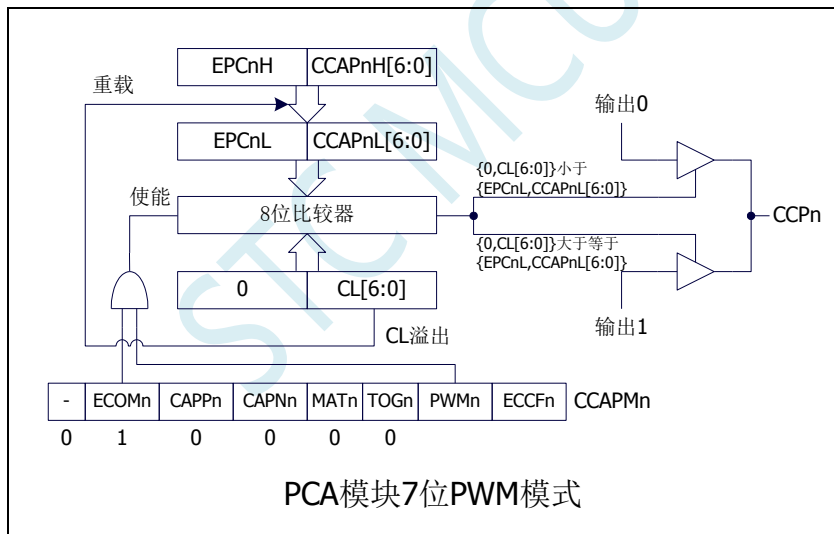 EPCnH CCAPnH[6:0]
重载
输出0
EPCnL CCAPnL[6:0]
{0,CL[6:0]}小于
{EPCnL,CCAPnL[6:0]}
使能
8位比较器
CCPn
{0,CL[6:0]}大于等于
{EPCnL,CCAPnL[6:0]}
0 CL[6:0]
输出1
CL溢出
- ECOMn CAPPn CAPNn MATn TOGn PWMn ECCFn CCAPMn
0 1 0 0 0 0
PCA模块7位PWM模式
STC MCU